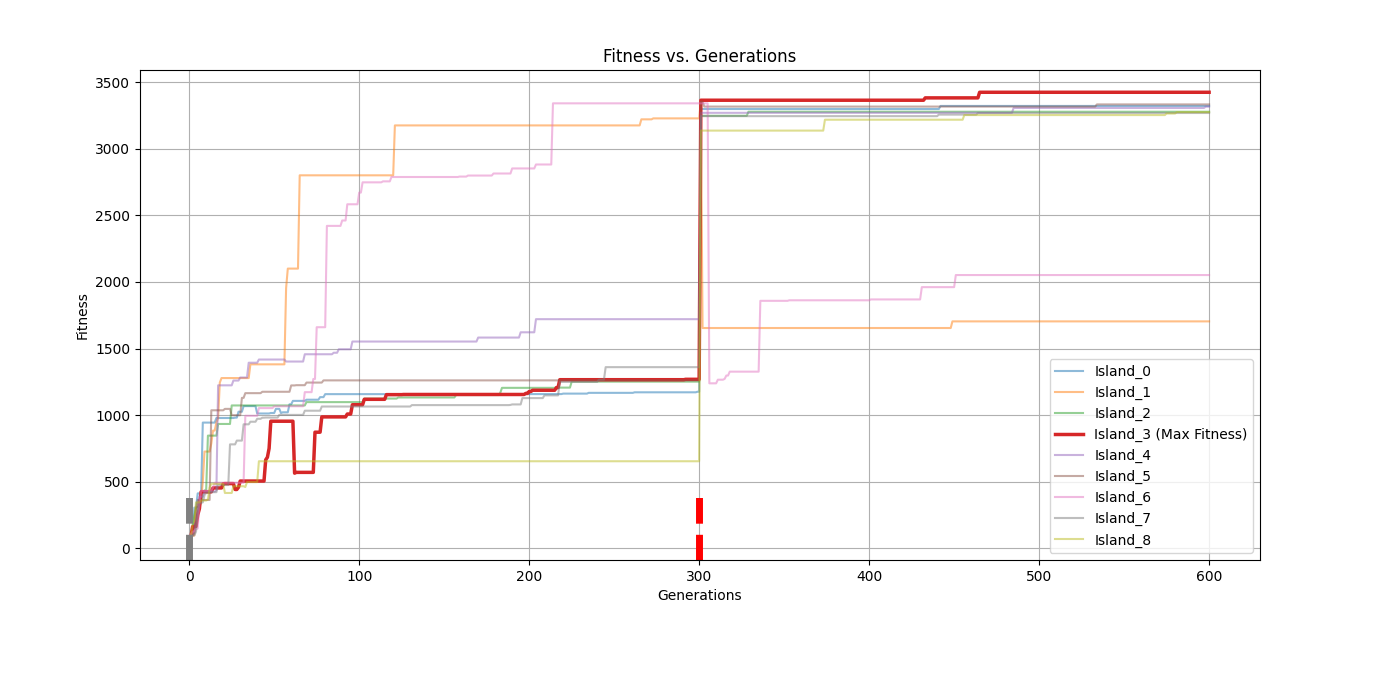 Fitness vs. Generations
3500
3000
2500
2000
1500
1000
500
0
Fitness
0 100 200 300 400 500 600
Generations
Island_0
Island_1
Island_2
Island_3 (Max Fitness)
Island_4
Island_5
Island_6
Island_7
Island_8